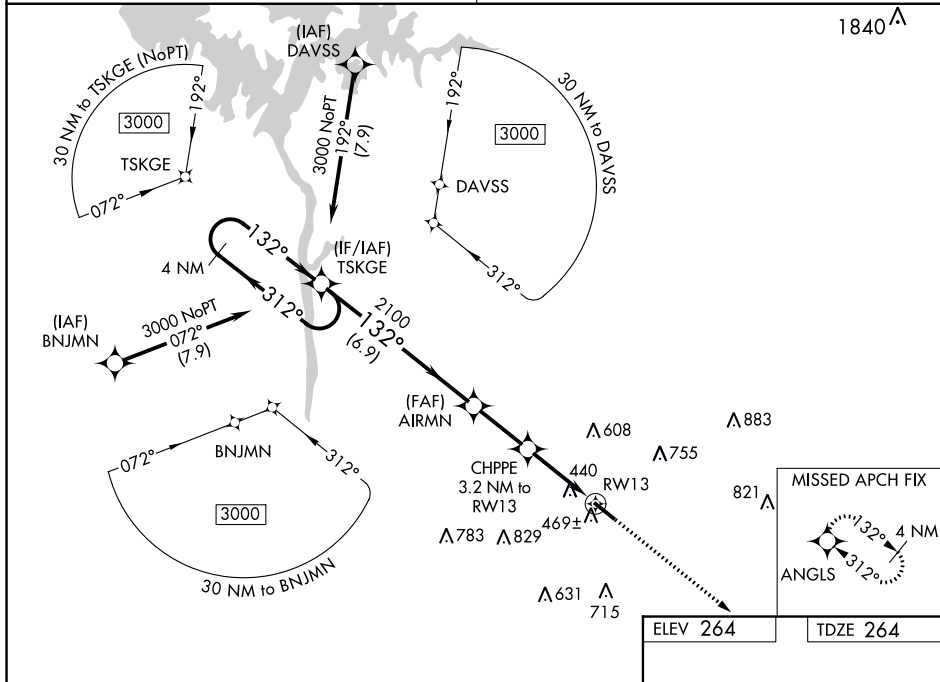 1840
(IAF)
DAVSS
30 NM to TSKGE (NoPT)
3000
192°
TSKGE
072°
3000 NoPT
192°
(7.9)
192°
3000
30 NM to DAVSS
DAVSS
312°
132°
4 NM
312°
(IF/IAF)
TSKGE
2100
132°
(6.9)
(IAF)
BNJMN
3000 NoPT
072°
(7.9)
(FAF)
AIRMN
072°
BNJMN
312°
3000
30 NM to BNJMN
CHPPE
3.2 NM to
RW13
608
883
755
440
RW13
469±
821
783
829
631
715
MISSED APCH FIX
132°
4 NM
312°
ANGLS
ELEV 264
TDZE 264